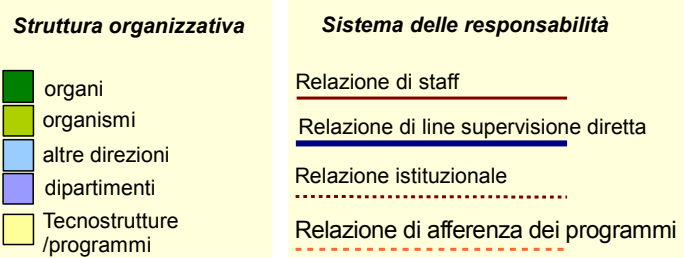 Struttura organizzativa
organi
organismi
altre direzioni
dipartimenti
Tecnostrutture
/programmi
Sistema delle responsabilità
Relazione di staff
Relazione di line supervisione diretta
Relazione istituzionale
Relazione di afferenza dei programmi